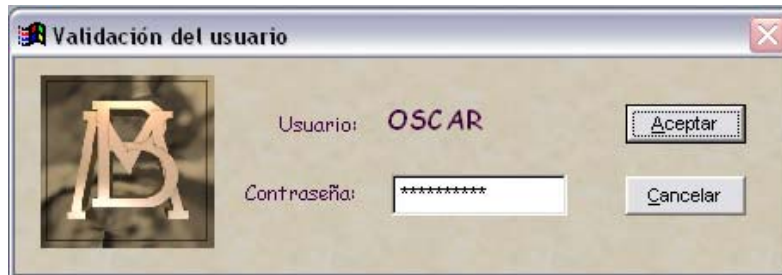 Validación del usuario
Usuario: OSCAR Aceptar
Contraseña: ********** Cancelar